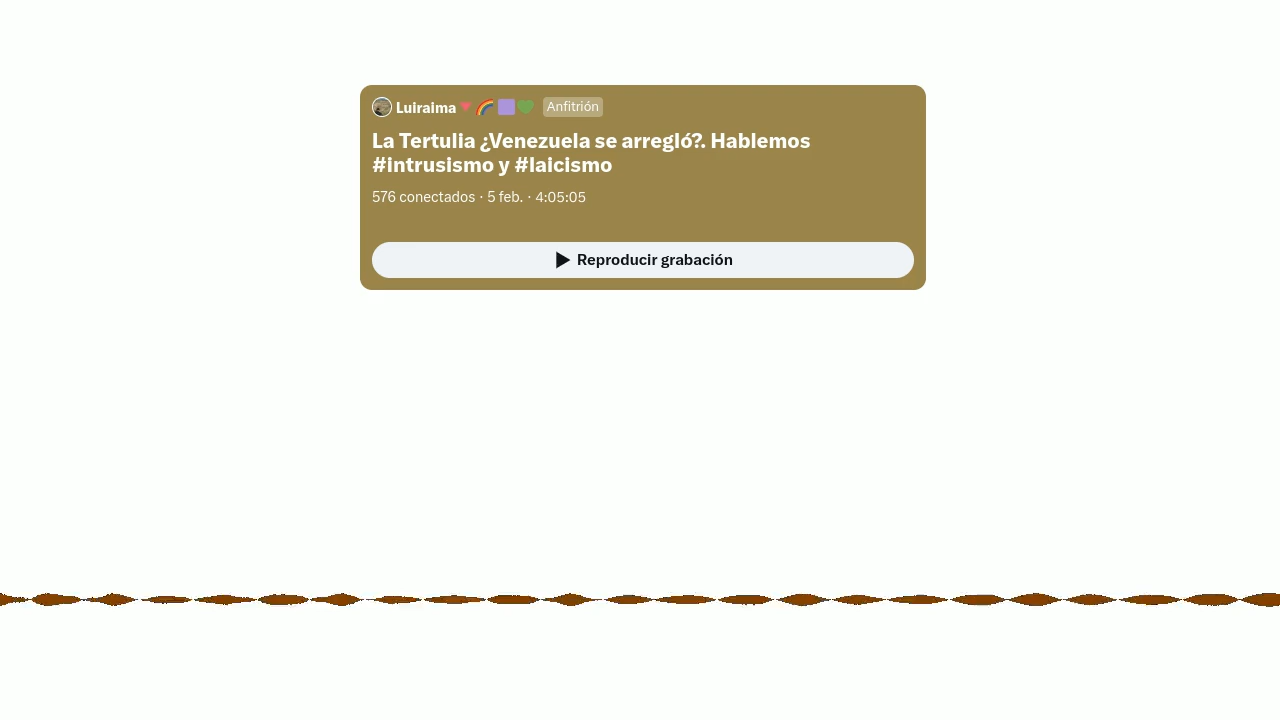 Luiraima🔻🌈🟪💚 Anfitrión
La Tertulia ¿Venezuela se arregló?. Hablemos
#intrusismo y #laicismo
576 conectados · 5 feb. · 4:05:05
Reproducir grabación